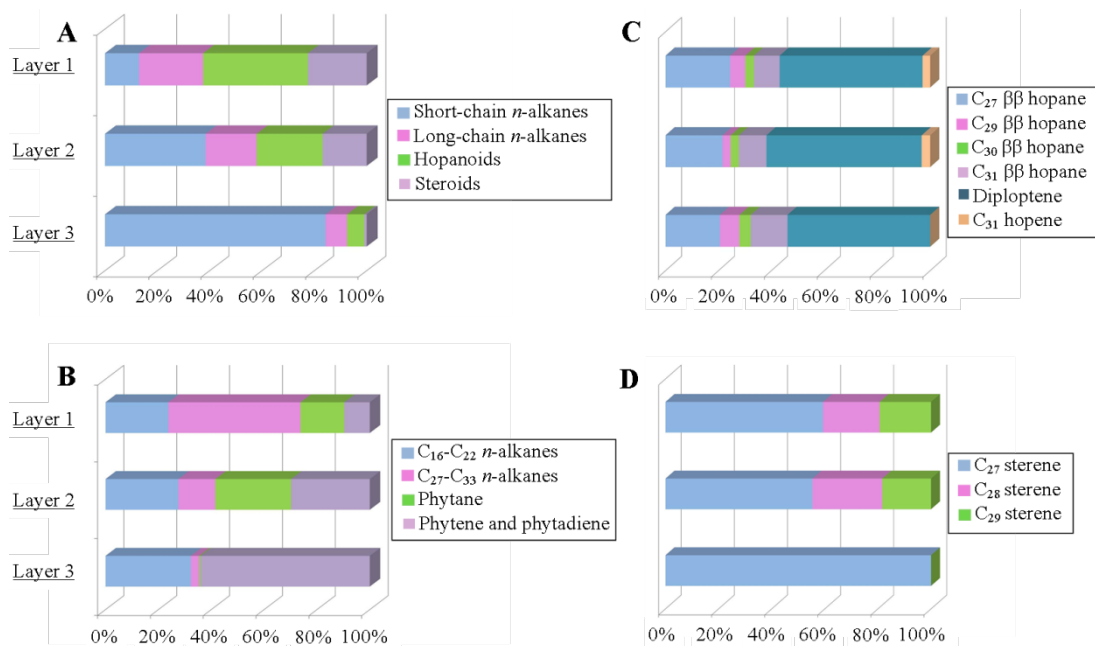 A
Layer 1
Layer 2
Layer 3
0% 20% 40% 60% 80% 100%
Short-chain n-alkanes
Long-chain n-alkanes
Hopanoids
Steroids
C
0% 20% 40% 60% 80% 100%
C₂₇ ββ hopane
C₂₉ ββ hopane
C₃₀ ββ hopane
C₃₁ ββ hopane
Diploptene
C₃₁ hopene
B
Layer 1
Layer 2
Layer 3
0% 20% 40% 60% 80% 100%
C₁₆-C₂₂ n-alkanes
C₂₇-C₃₃ n-alkanes
Phytane
Phytene and phytadiene
D
0% 20% 40% 60% 80% 100%
C₂₇ sterene
C₂₈ sterene
C₂₉ sterene